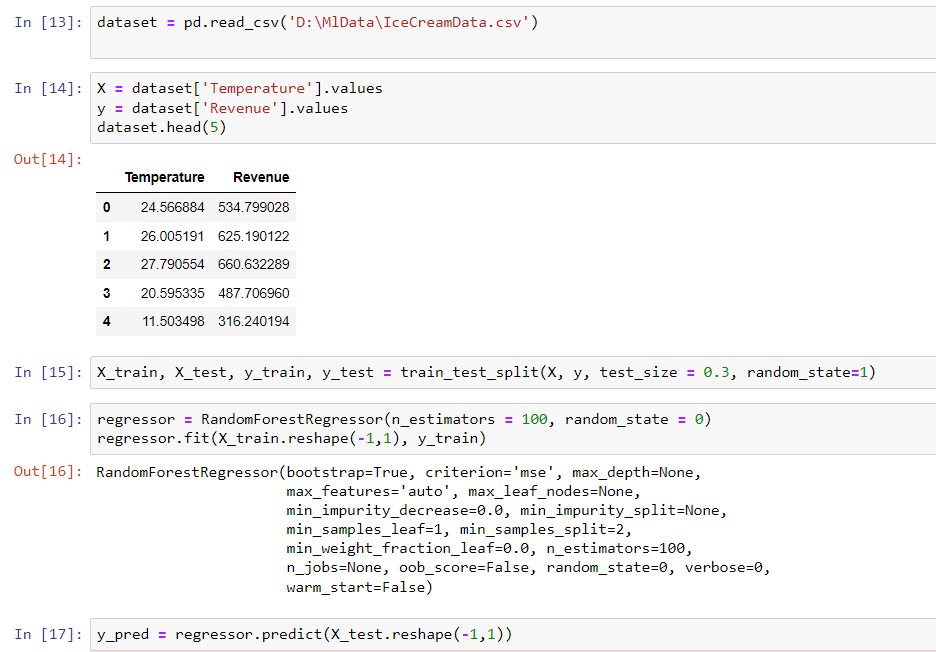 In [13]: dataset = pd.read_csv('D:\MlData\IceCreamData.csv')
In [14]: X = dataset['Temperature'].values
y = dataset['Revenue'].values
dataset.head(5)
Out[14]:
Temperature Revenue
0 24.566884 534.799028
1 26.005191 625.190122
2 27.790554 660.632289
3 20.595335 487.706960
4 11.503498 316.240194
In [15]: X_train, X_test, y_train, y_test = train_test_split(X, y, test_size = 0.3, random_state=1)
In [16]: regressor = RandomForestRegressor(n_estimators = 100, random_state = 0)
regressor.fit(X_train.reshape(-1,1), y_train)
Out[16]: RandomForestRegressor(bootstrap=True, criterion='mse', max_depth=None,
max_features='auto', max_leaf_nodes=None,
min_impurity_decrease=0.0, min_impurity_split=None,
min_samples_leaf=1, min_samples_split=2,
min_weight_fraction_leaf=0.0, n_estimators=100,
n_jobs=None, oob_score=False, random_state=0, verbose=0,
warm_start=False)
In [17]: y_pred = regressor.predict(X_test.reshape(-1,1))